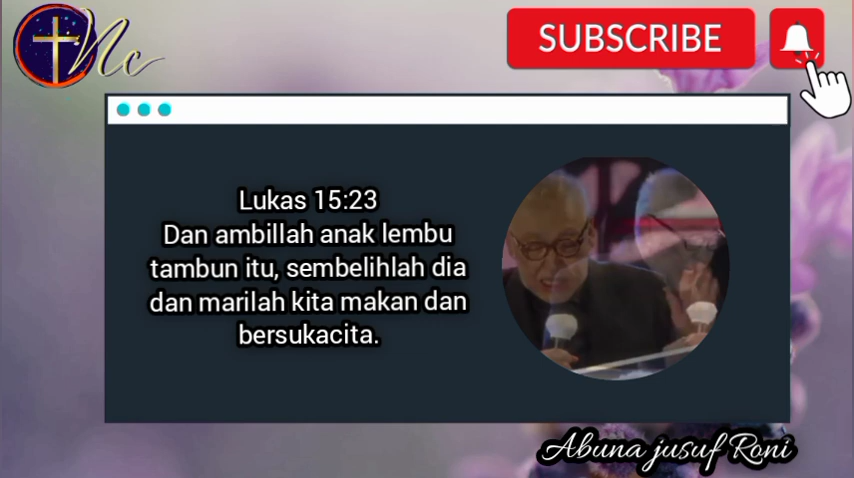 Nc
SUBSCRIBE
Lukas 15:23
Dan ambillah anak lembu
tambun itu, sembelihlah dia
dan marilah kita makan dan
bersukacita.
Abuna jusuf Roni